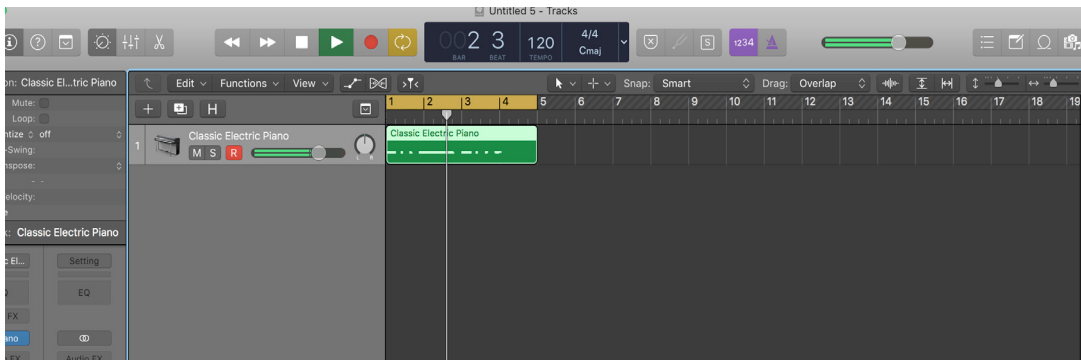 Untitled 5 - Tracks
002 3
120
4/4
Cmaj
BAR BEAT TEMPO
S
1234
on: Classic El...tric Piano
Edit Functions View
Snap: Smart
Drag: Overlap
Mute:
Loop:
ntize off
-Swing:
nspose:
elocity:
H
1 2 3 4 5 6 7 8 9 10 11 12 13 14 15 16 17 18 19
1
Classic Electric Piano
M S R
L R
Classic Electric Piano
: Classic Electric Piano
c El...
Setting
EQ
FX
ano
FX
Audio FX